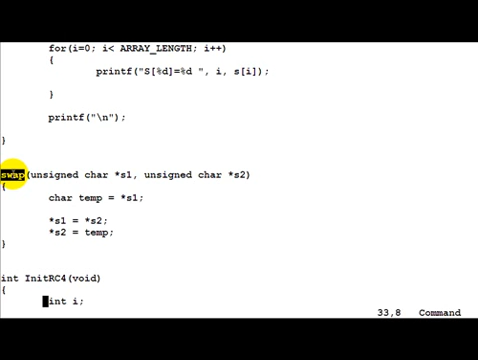 for(i=0; i< ARRAY_LENGTH; i++)
{
printf("S[%d]=%d ", i, s[i]);
}
printf("\n");
}
swap(unsigned char *s1, unsigned char *s2)
{
char temp = *s1;
*s1 = *s2;
*s2 = temp;
}
int InitRC4(void)
{
int i;
33,8 Command